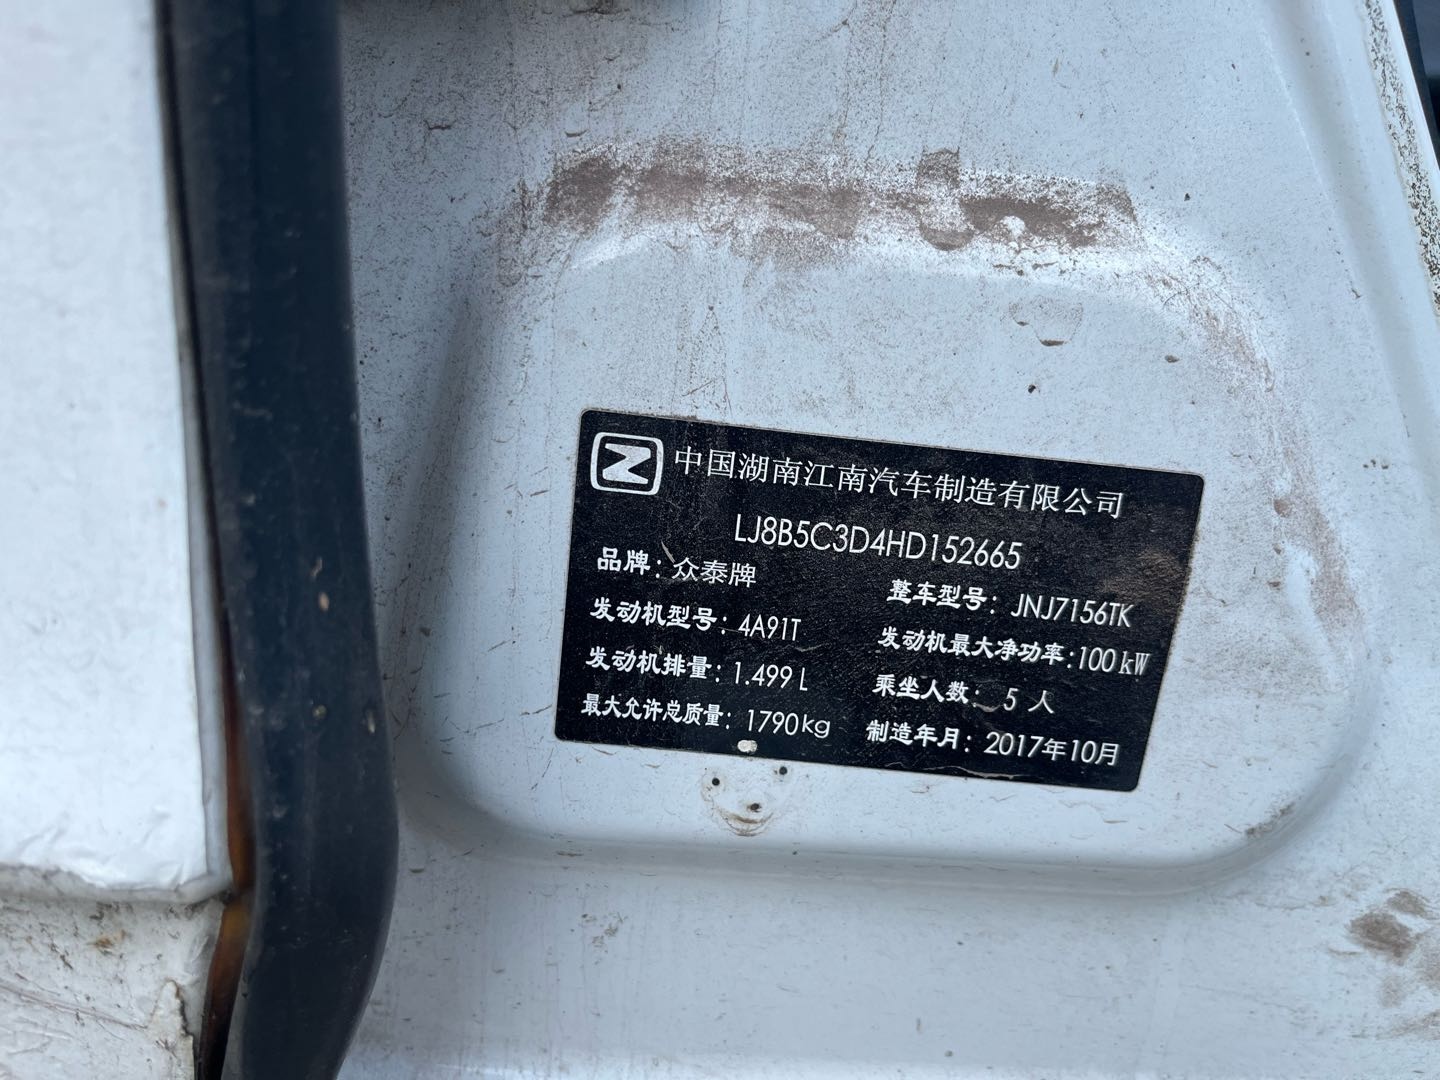 中国湖南江南汽车制造有限公司
LJ8B5C3D4HD152665
品牌：众泰牌 整车型号：JNJ7156TK
发动机型号：4A91T 发动机最大净功率：100kW
发动机排量：1.499L 乘坐人数：5人
最大允许总质量：1790kg 制造年月：2017年10月